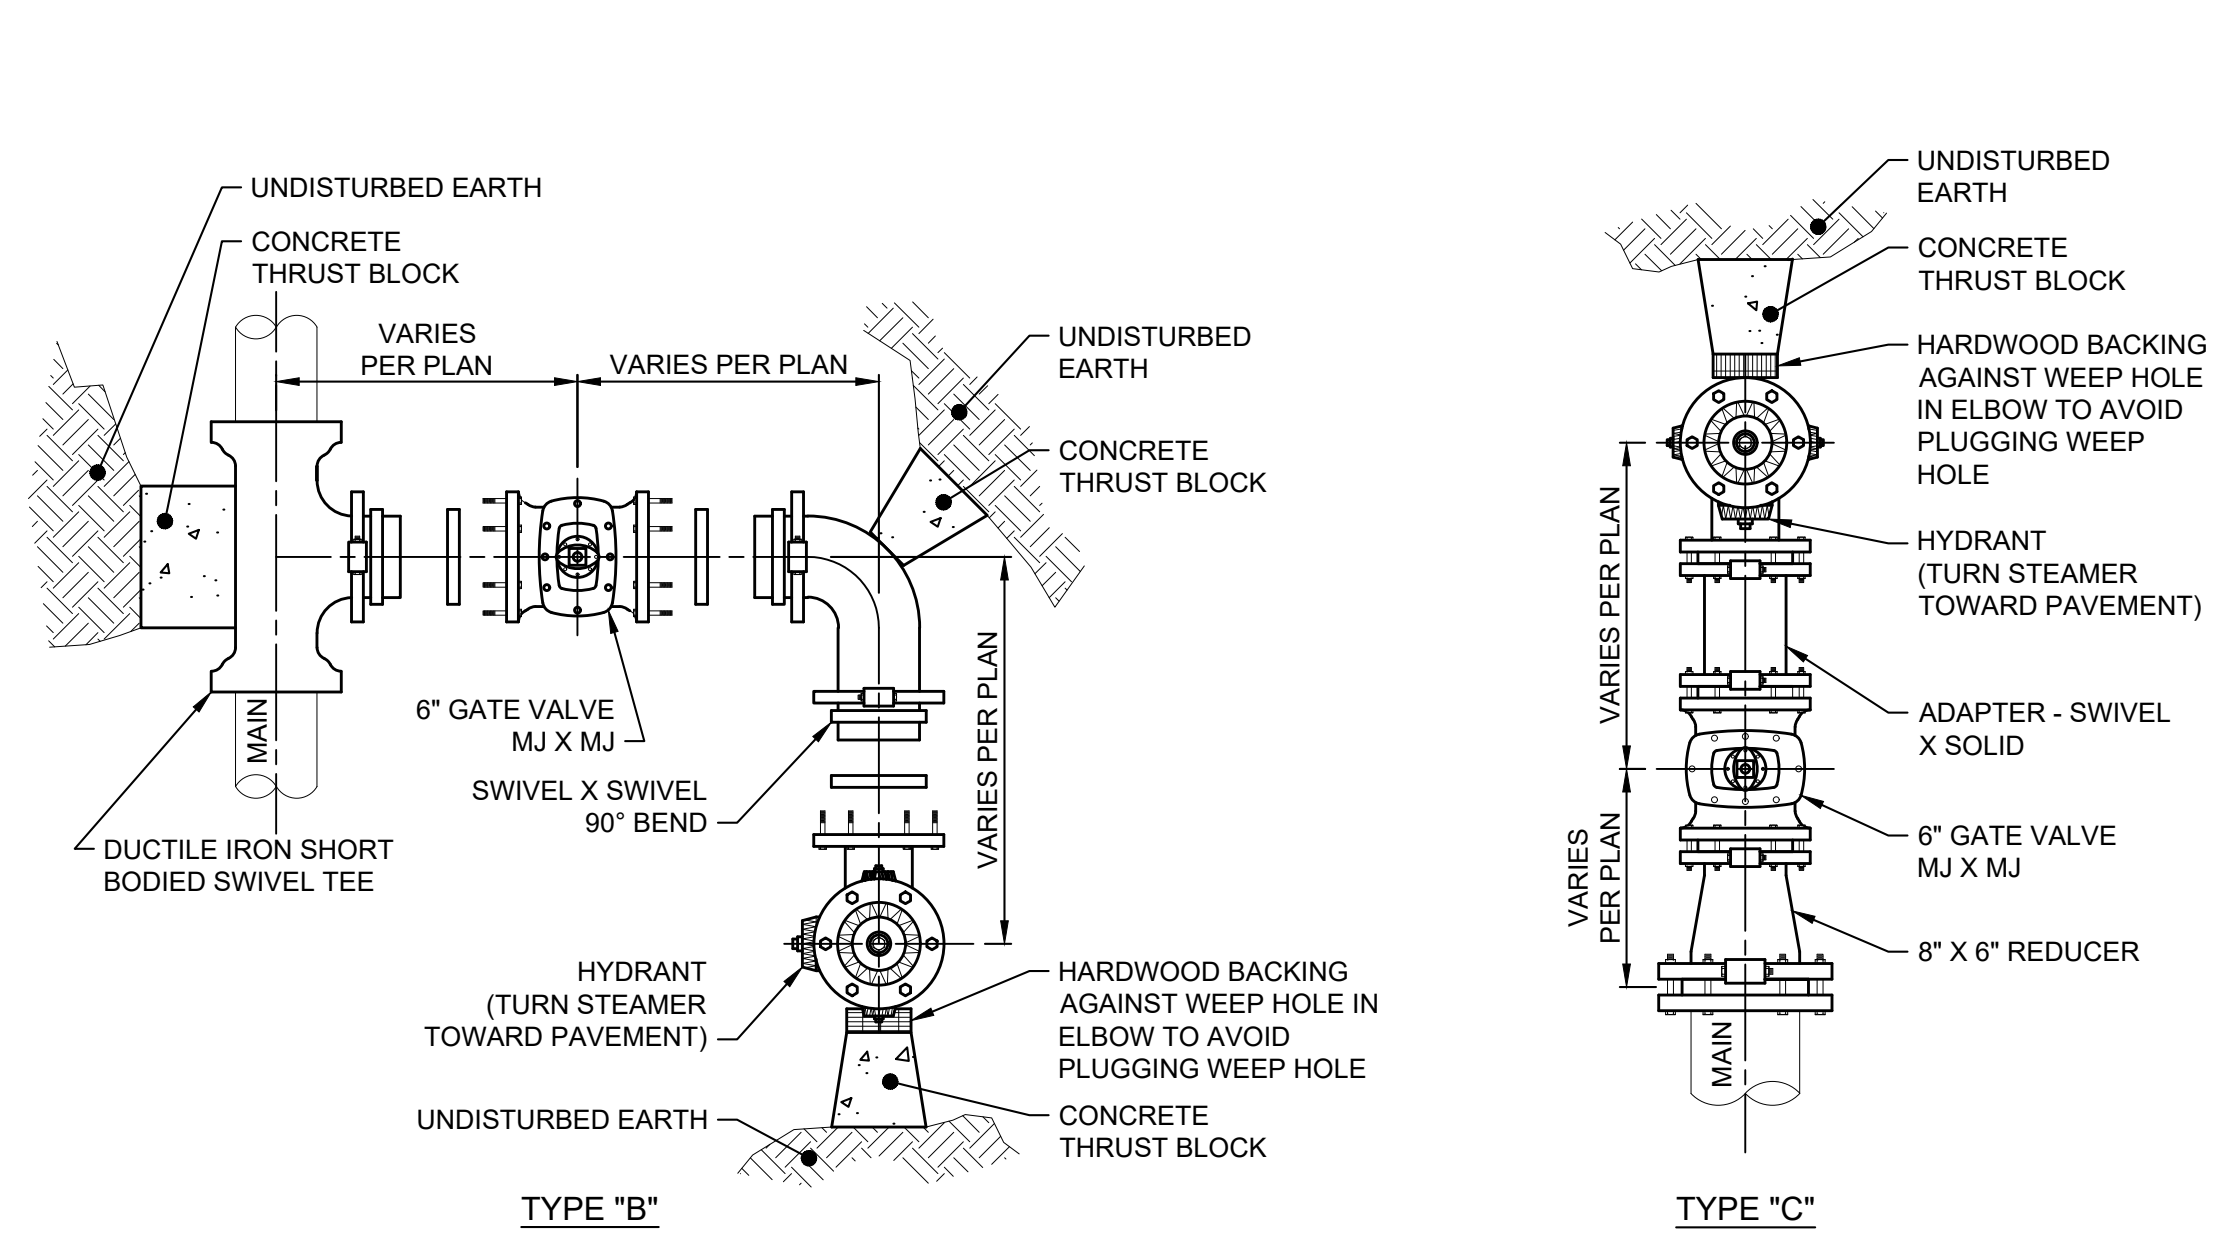 UNDISTURBED EARTH
CONCRETE
THRUST BLOCK
VARIES
PER PLAN
VARIES PER PLAN
UNDISTURBED
EARTH
CONCRETE
THRUST BLOCK
MAIN
6" GATE VALVE
MJ X MJ
SWIVEL X SWIVEL
90° BEND
VARIES PER PLAN
DUCTILE IRON SHORT
BODIED SWIVEL TEE
HYDRANT
(TURN STEAMER
TOWARD PAVEMENT)
HARDWOOD BACKING
AGAINST WEEP HOLE IN
ELBOW TO AVOID
PLUGGING WEEP HOLE
UNDISTURBED EARTH
CONCRETE
THRUST BLOCK
TYPE "B"
UNDISTURBED
EARTH
CONCRETE
THRUST BLOCK
HARDWOOD BACKING
AGAINST WEEP HOLE
IN ELBOW TO AVOID
PLUGGING WEEP
HOLE
VARIES PER PLAN
HYDRANT
(TURN STEAMER
TOWARD PAVEMENT)
ADAPTER - SWIVEL
X SOLID
VARIES
PER PLAN
6" GATE VALVE
MJ X MJ
8" X 6" REDUCER
MAIN
TYPE "C"